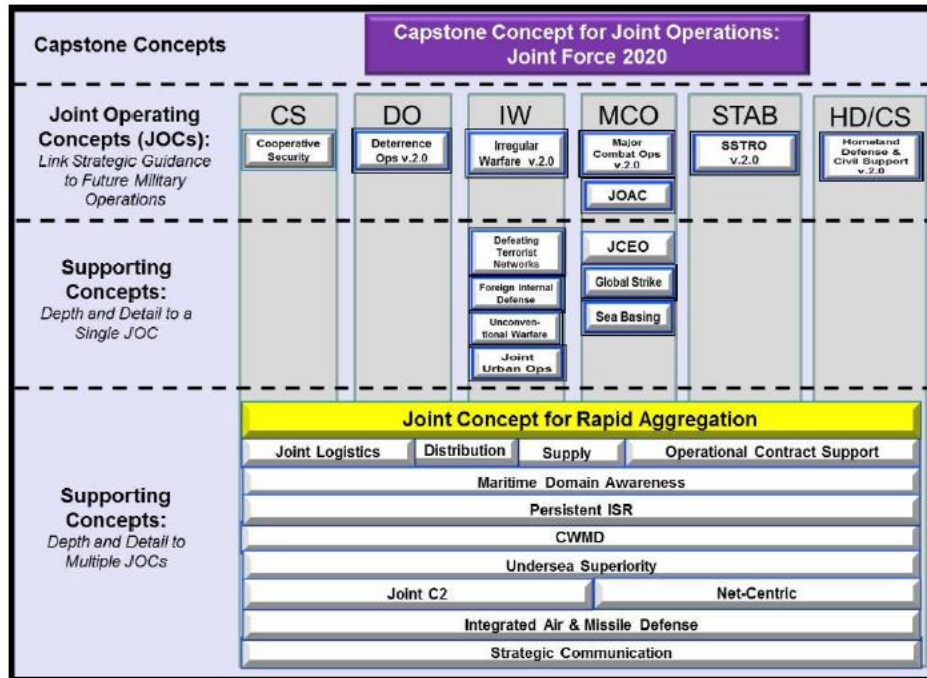 Capstone Concepts
Capstone Concept for Joint Operations:
Joint Force 2020
Joint Operating
Concepts (JOCs):
Link Strategic Guidance
to Future Military
Operations
CS
DO
IW
MCO
STAB
HD/CS
Cooperative
Security
Deterrence
Ops v.2.0
Irregular
Warfare v.2.0
Major
Combat Ops
v.2.0
SSTRO
v.2.0
Homeland
Defense &
Civil Support
v.2.0
JOAC
Supporting
Concepts:
Depth and Detail to a
Single JOC
Defeating
Terrorist
Networks
Foreign Internal
Defense
Unconven-
tional Warfare
Joint
Urban Ops
JCEO
Global Strike
Sea Basing
Supporting
Concepts:
Depth and Detail to
Multiple JOCs
Joint Concept for Rapid Aggregation
Joint Logistics
Distribution
Supply
Operational Contract Support
Maritime Domain Awareness
Persistent ISR
CWMD
Undersea Superiority
Joint C2
Net-Centric
Integrated Air & Missile Defense
Strategic Communication